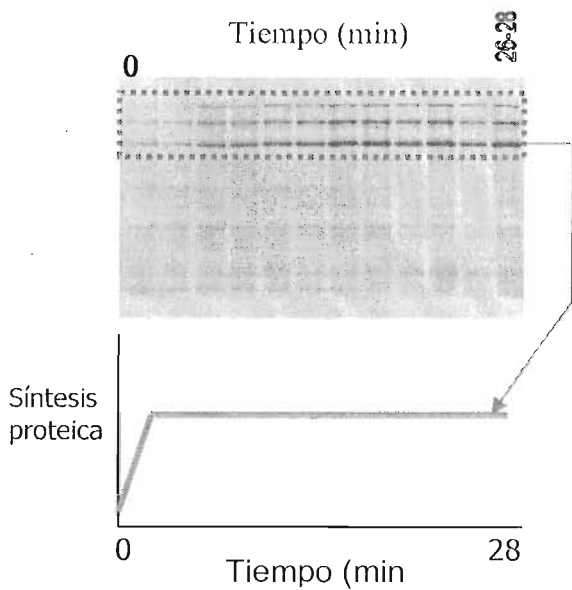 Tiempo (min)
0
26-28
Síntesis
proteica
0
28
Tiempo (min